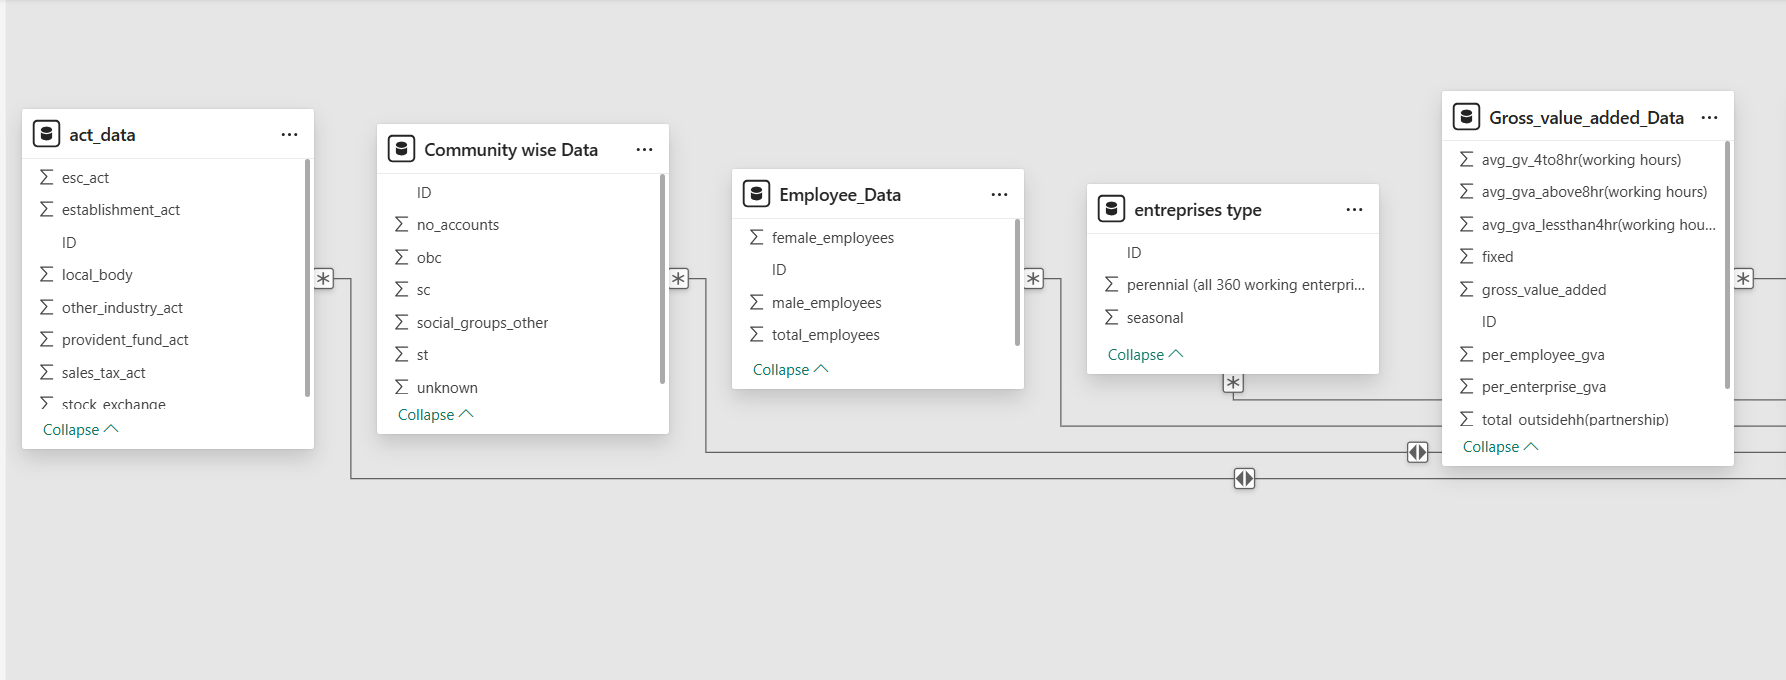 act_data
esc_act
establishment_act
ID
local_body
other_industry_act
provident_fund_act
sales_tax_act
stock_exchange
Collapse
Community wise Data
ID
no_accounts
obc
sc
social_groups_other
st
unknown
Collapse
Employee_Data
female_employees
ID
male_employees
total_employees
Collapse
entreprises type
ID
perennial (all 360 working enterpri...
seasonal
Collapse
Gross_value_added_Data
avg_gv_4to8hr(working hours)
avg_gva_above8hr(working hours)
avg_gva_lessthan4hr(working hou...
fixed
gross_value_added
ID
per_employee_gva
per_enterprise_gva
total_outsidehh(partnership)
Collapse